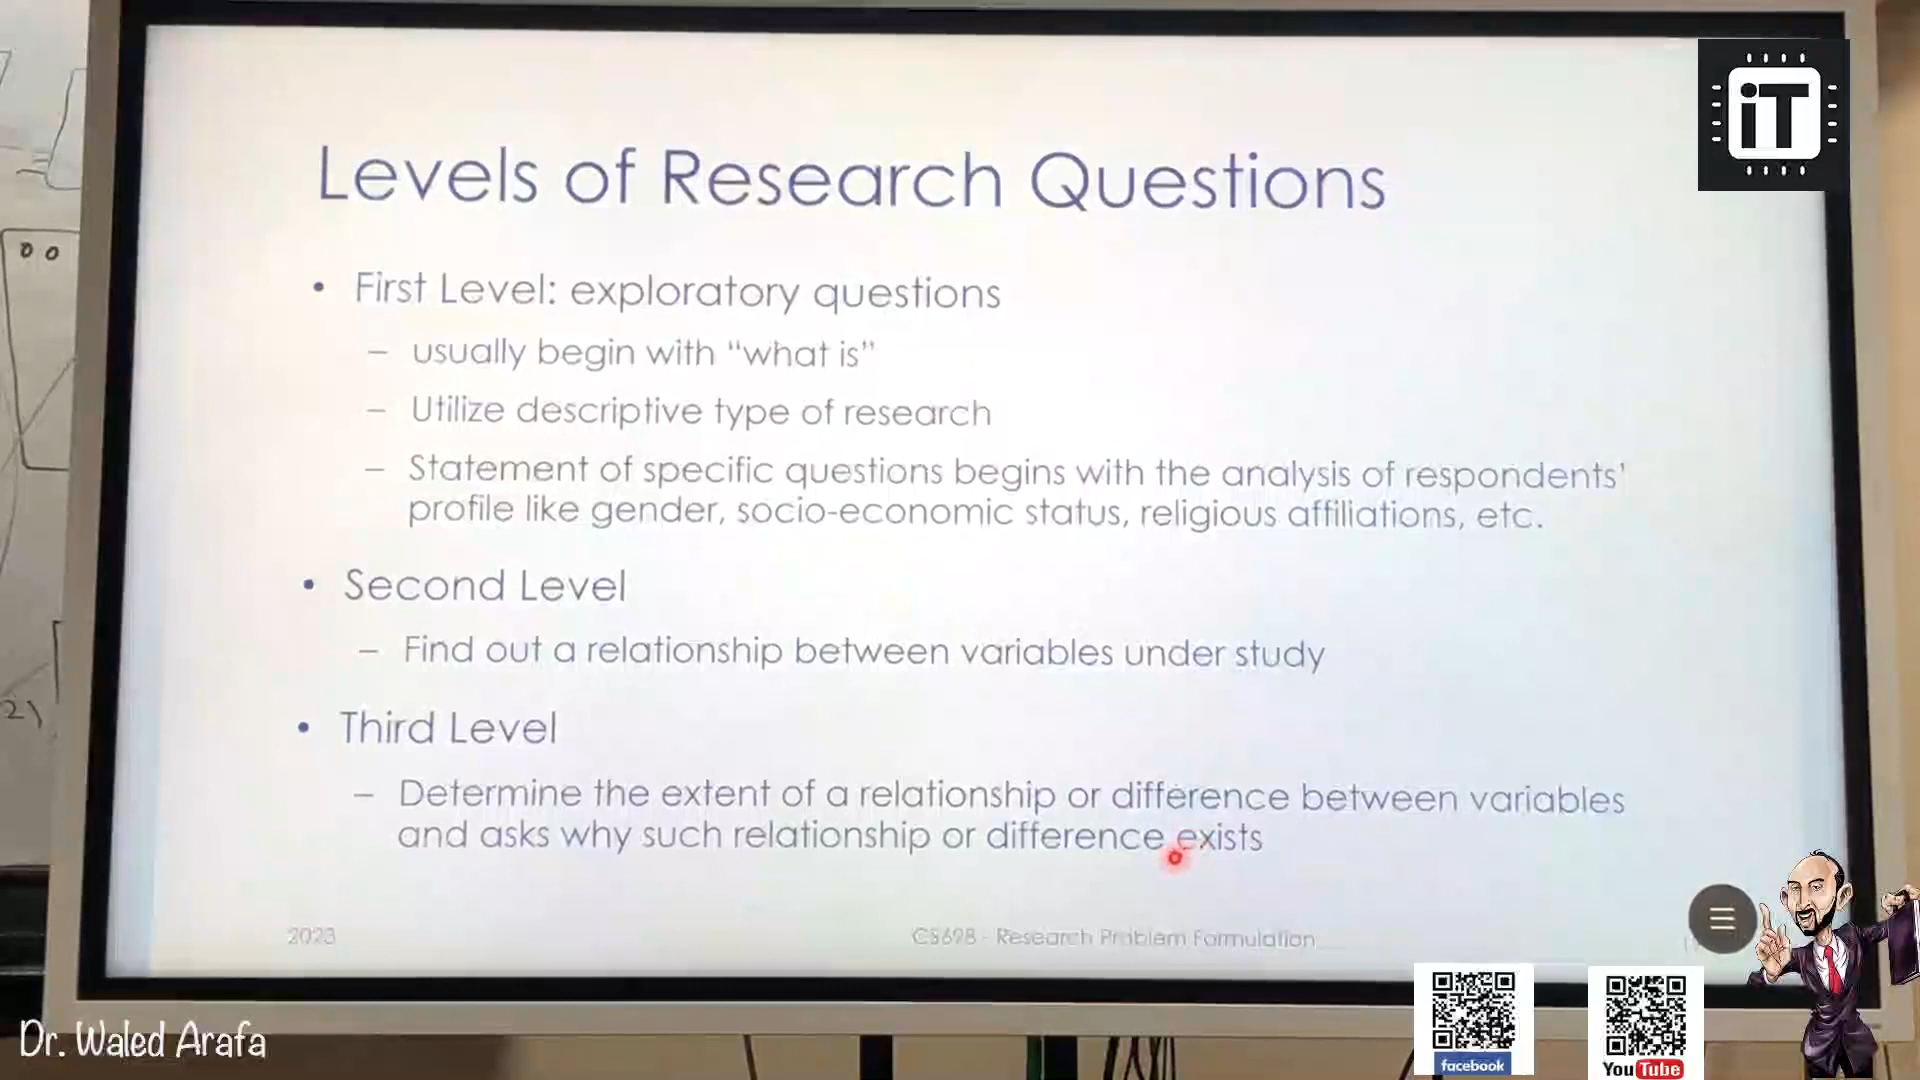 iT
Levels of Research Questions
• First Level: exploratory questions
– usually begin with “what is”
– Utilize descriptive type of research
– Statement of specific questions begins with the analysis of respondents'
profile like gender, socio-economic status, religious affiliations, etc.
• Second Level
– Find out a relationship between variables under study
• Third Level
– Determine the extent of a relationship or difference between variables
and asks why such relationship or difference exists
2023
CS698 - Research Problem Formulation
Dr. Waled Arafa
facebook
YouTube